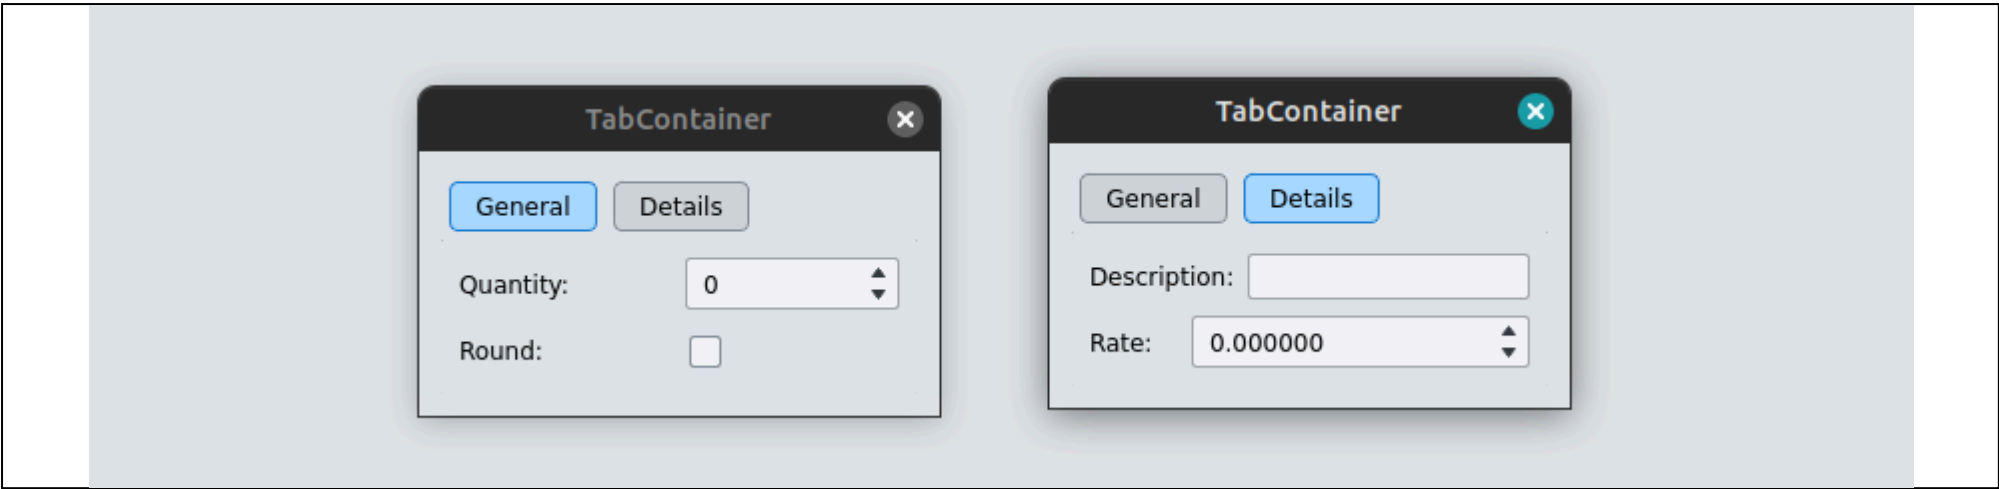 TabContainer
General Details
Quantity: 0
Round:
TabContainer
General Details
Description:
Rate: 0.000000